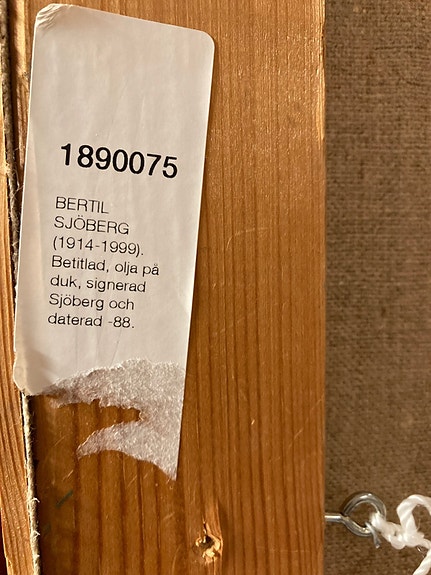 1890075
BERTIL
SJÖBERG
(1914-1999).
Betitlad, olja på
duk, signerad
Sjöberg och
daterad -88.